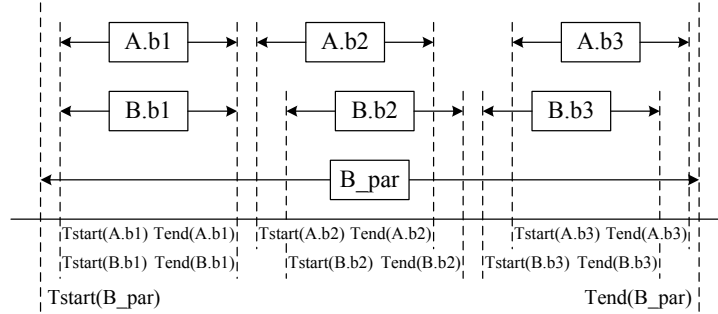 A.b1 A.b2 A.b3
B.b1 B.b2 B.b3
B_par
Tstart(A.b1) Tend(A.b1) Tstart(A.b2) Tend(A.b2) Tstart(A.b3) Tend(A.b3)
Tstart(B.b1) Tend(B.b1) Tstart(B.b2) Tend(B.b2) Tstart(B.b3) Tend(B.b3)
Tstart(B_par) Tend(B_par)